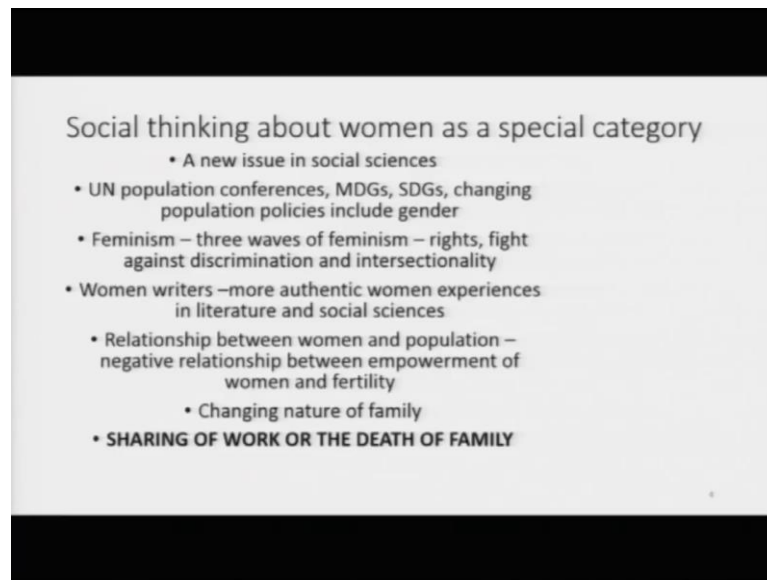 Social thinking about women as a special category
• A new issue in social sciences
• UN population conferences, MDGs, SDGs, changing
population policies include gender
• Feminism – three waves of feminism – rights, fight
against discrimination and intersectionality
• Women writers –more authentic women experiences
in literature and social sciences
• Relationship between women and population –
negative relationship between empowerment of
women and fertility
• Changing nature of family
• SHARING OF WORK OR THE DEATH OF FAMILY
4